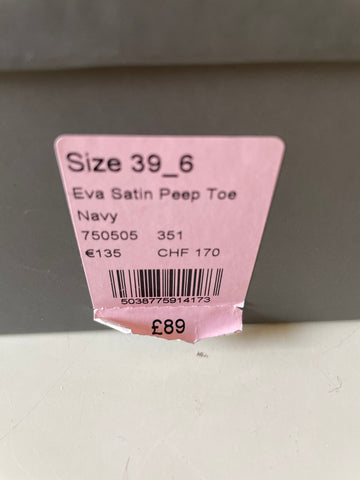 Size 39_6
Eva Satin Peep Toe
Navy
750505 351
€135 CHF 170
5038775914173
£89